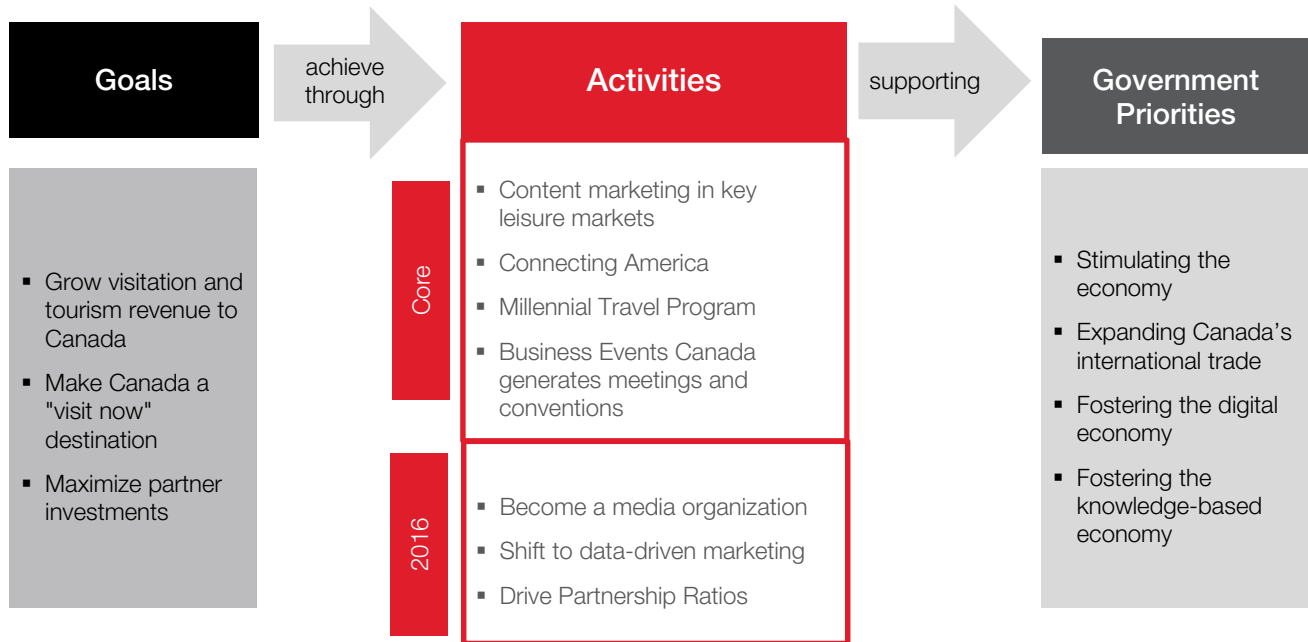 Goals
achieve
through
Activities
supporting
Government
Priorities
▪ Grow visitation and
tourism revenue to
Canada
▪ Make Canada a
"visit now"
destination
▪ Maximize partner
investments
Core
▪ Content marketing in key
leisure markets
▪ Connecting America
▪ Millennial Travel Program
▪ Business Events Canada
generates meetings and
conventions
2016
▪ Become a media organization
▪ Shift to data-driven marketing
▪ Drive Partnership Ratios
▪ Stimulating the
economy
▪ Expanding Canada’s
international trade
▪ Fostering the digital
economy
▪ Fostering the
knowledge-based
economy